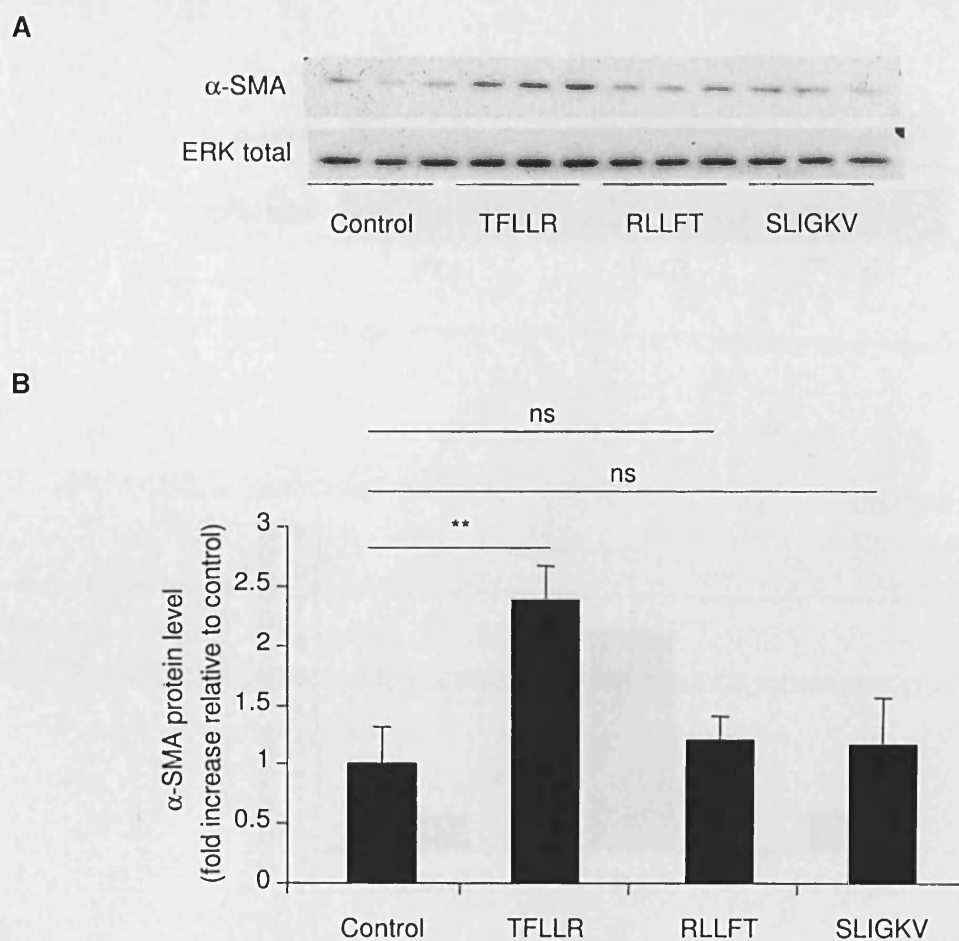 A
α-SMA
ERK total
Control TFLLR RLLFT SLIGKV
B
ns
ns
**
3
2.5
2
1.5
1
0.5
0
α-SMA protein level
(fold increase relative to control)
Control TFLLR RLLFT SLIGKV